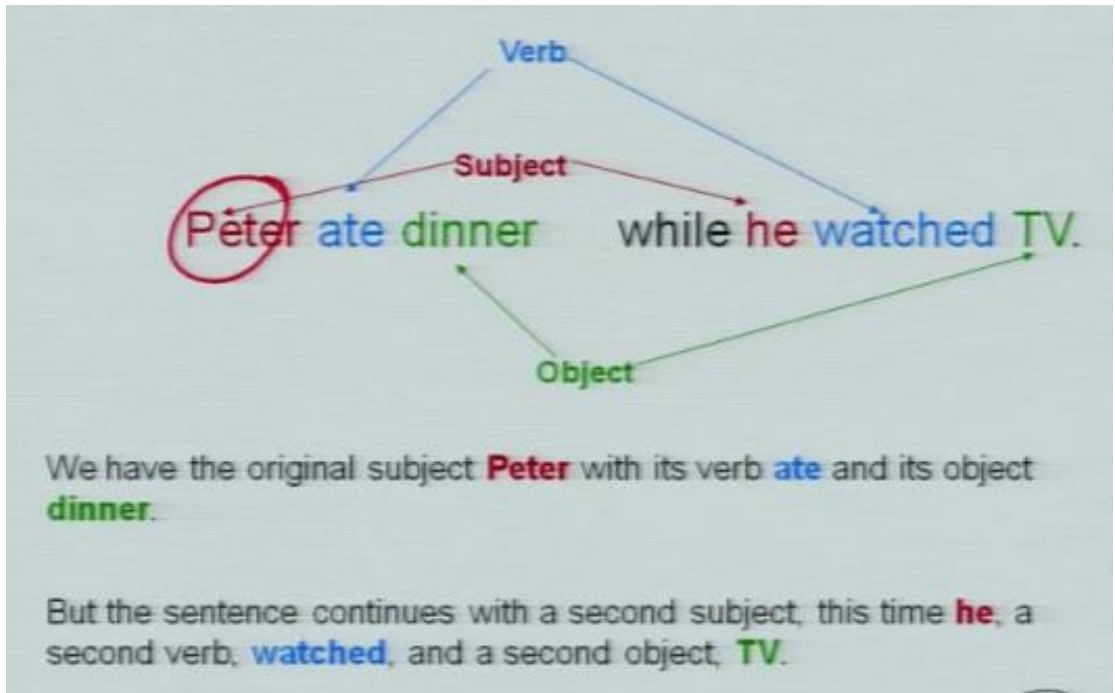 Verb
Subject
Peter ate dinner while he watched TV.
Object
We have the original subject Peter with its verb ate and its object
dinner.
But the sentence continues with a second subject, this time he, a
second verb, watched, and a second object, TV.